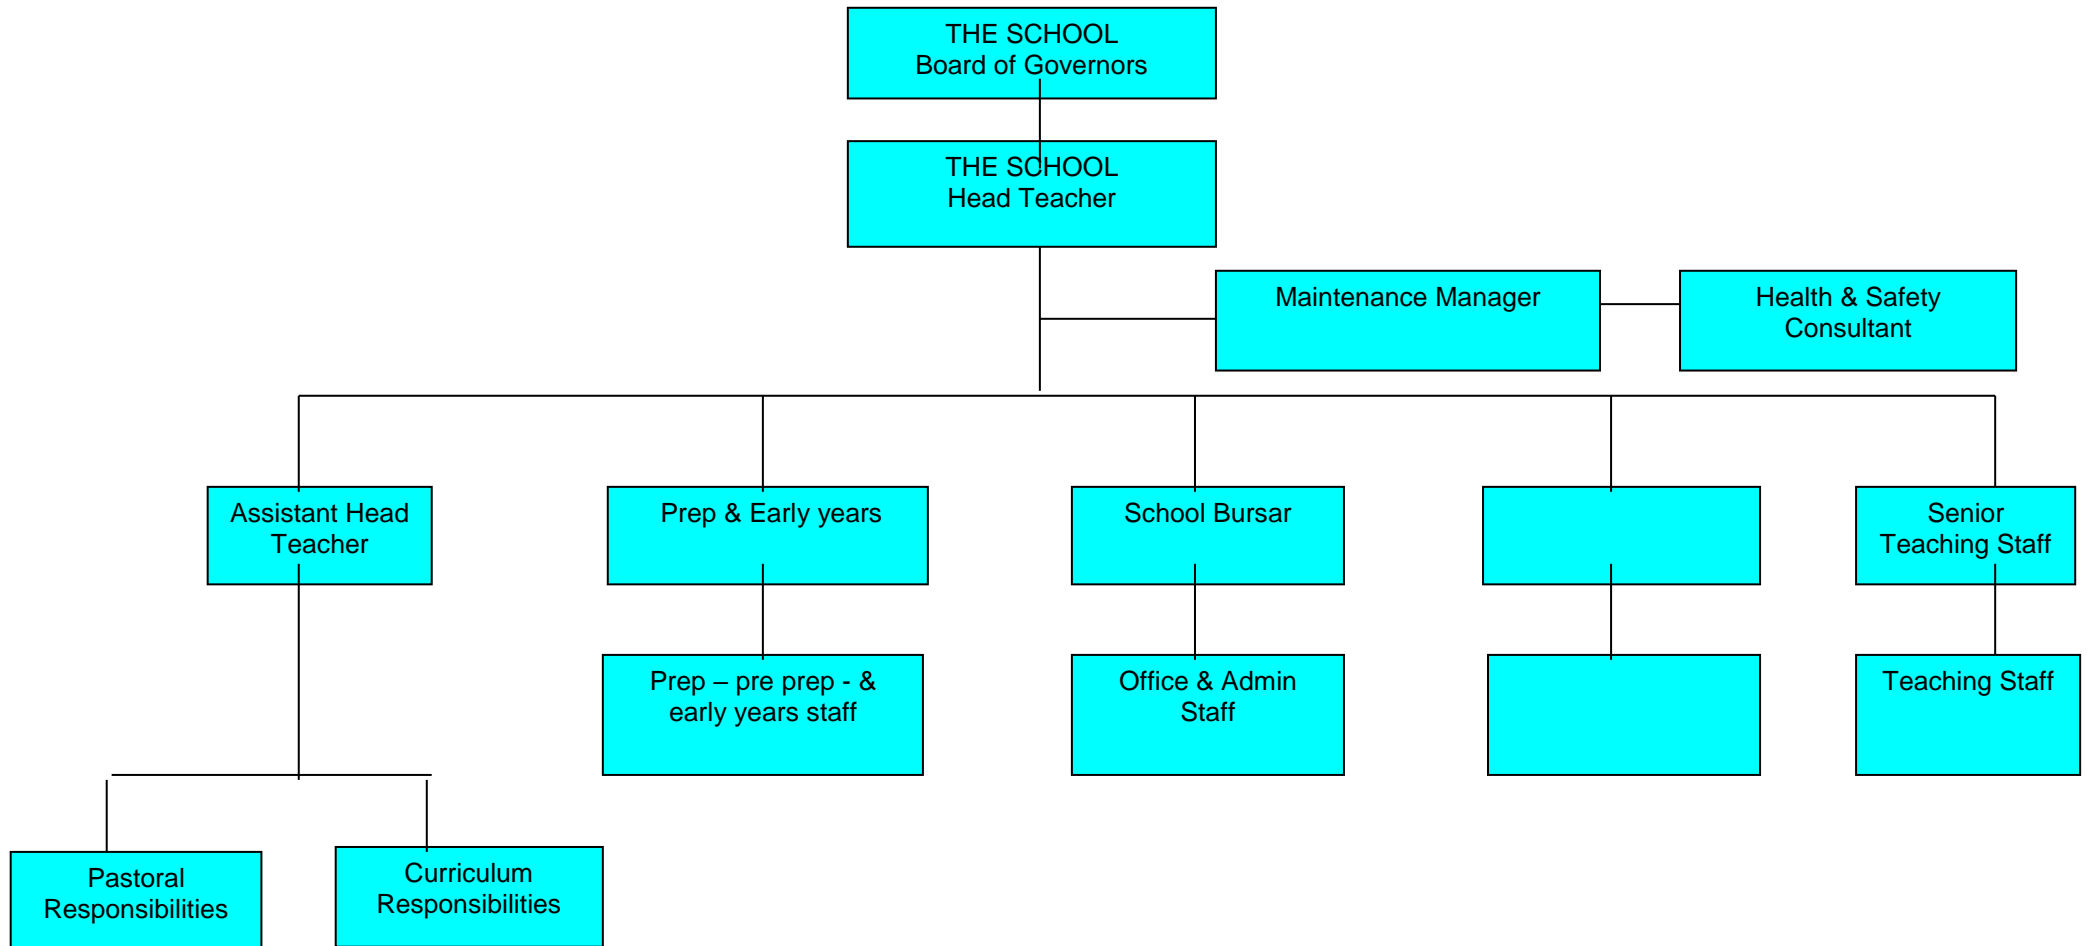 THE SCHOOL
Board of Governors
THE SCHOOL
Head Teacher
Maintenance Manager
Health & Safety
Consultant
Assistant Head
Teacher
Prep & Early years
School Bursar
Senior
Teaching Staff
Prep – pre prep - &
early years staff
Office & Admin
Staff
Teaching Staff
Pastoral
Responsibilities
Curriculum
Responsibilities